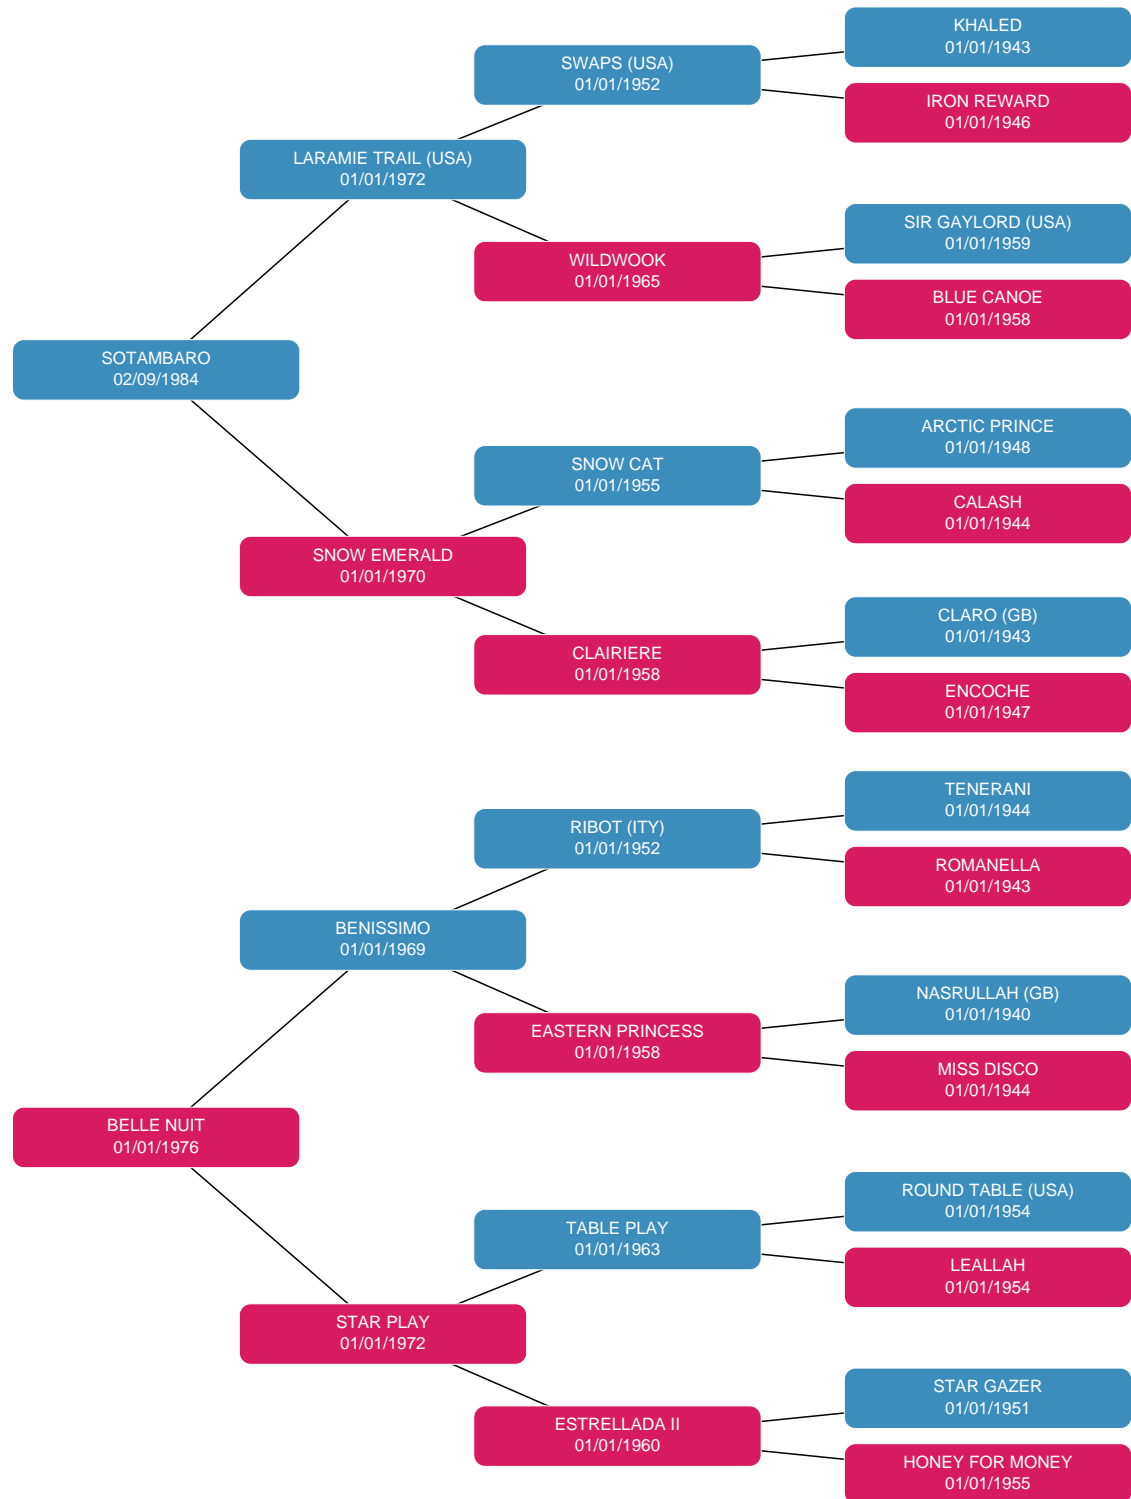 KHALED
01/01/1943
SWAPS (USA)
01/01/1952
IRON REWARD
01/01/1946
LARAMIE TRAIL (USA)
01/01/1972
SIR GAYLORD (USA)
01/01/1959
WILDWOOK
01/01/1965
BLUE CANOE
01/01/1958
SOTAMBARO
02/09/1984
ARCTIC PRINCE
01/01/1948
SNOW CAT
01/01/1955
CALASH
01/01/1944
SNOW EMERALD
01/01/1970
CLARO (GB)
01/01/1943
CLAIRIERE
01/01/1958
ENCOCHE
01/01/1947
TENERANI
01/01/1944
RIBOT (ITY)
01/01/1952
ROMANELLA
01/01/1943
BENISSIMO
01/01/1969
NASRULLAH (GB)
01/01/1940
EASTERN PRINCESS
01/01/1958
MISS DISCO
01/01/1944
BELLE NUIT
01/01/1976
ROUND TABLE (USA)
01/01/1954
TABLE PLAY
01/01/1963
LEALLAH
01/01/1954
STAR PLAY
01/01/1972
STAR GAZER
01/01/1951
ESTRELLADA II
01/01/1960
HONEY FOR MONEY
01/01/1955